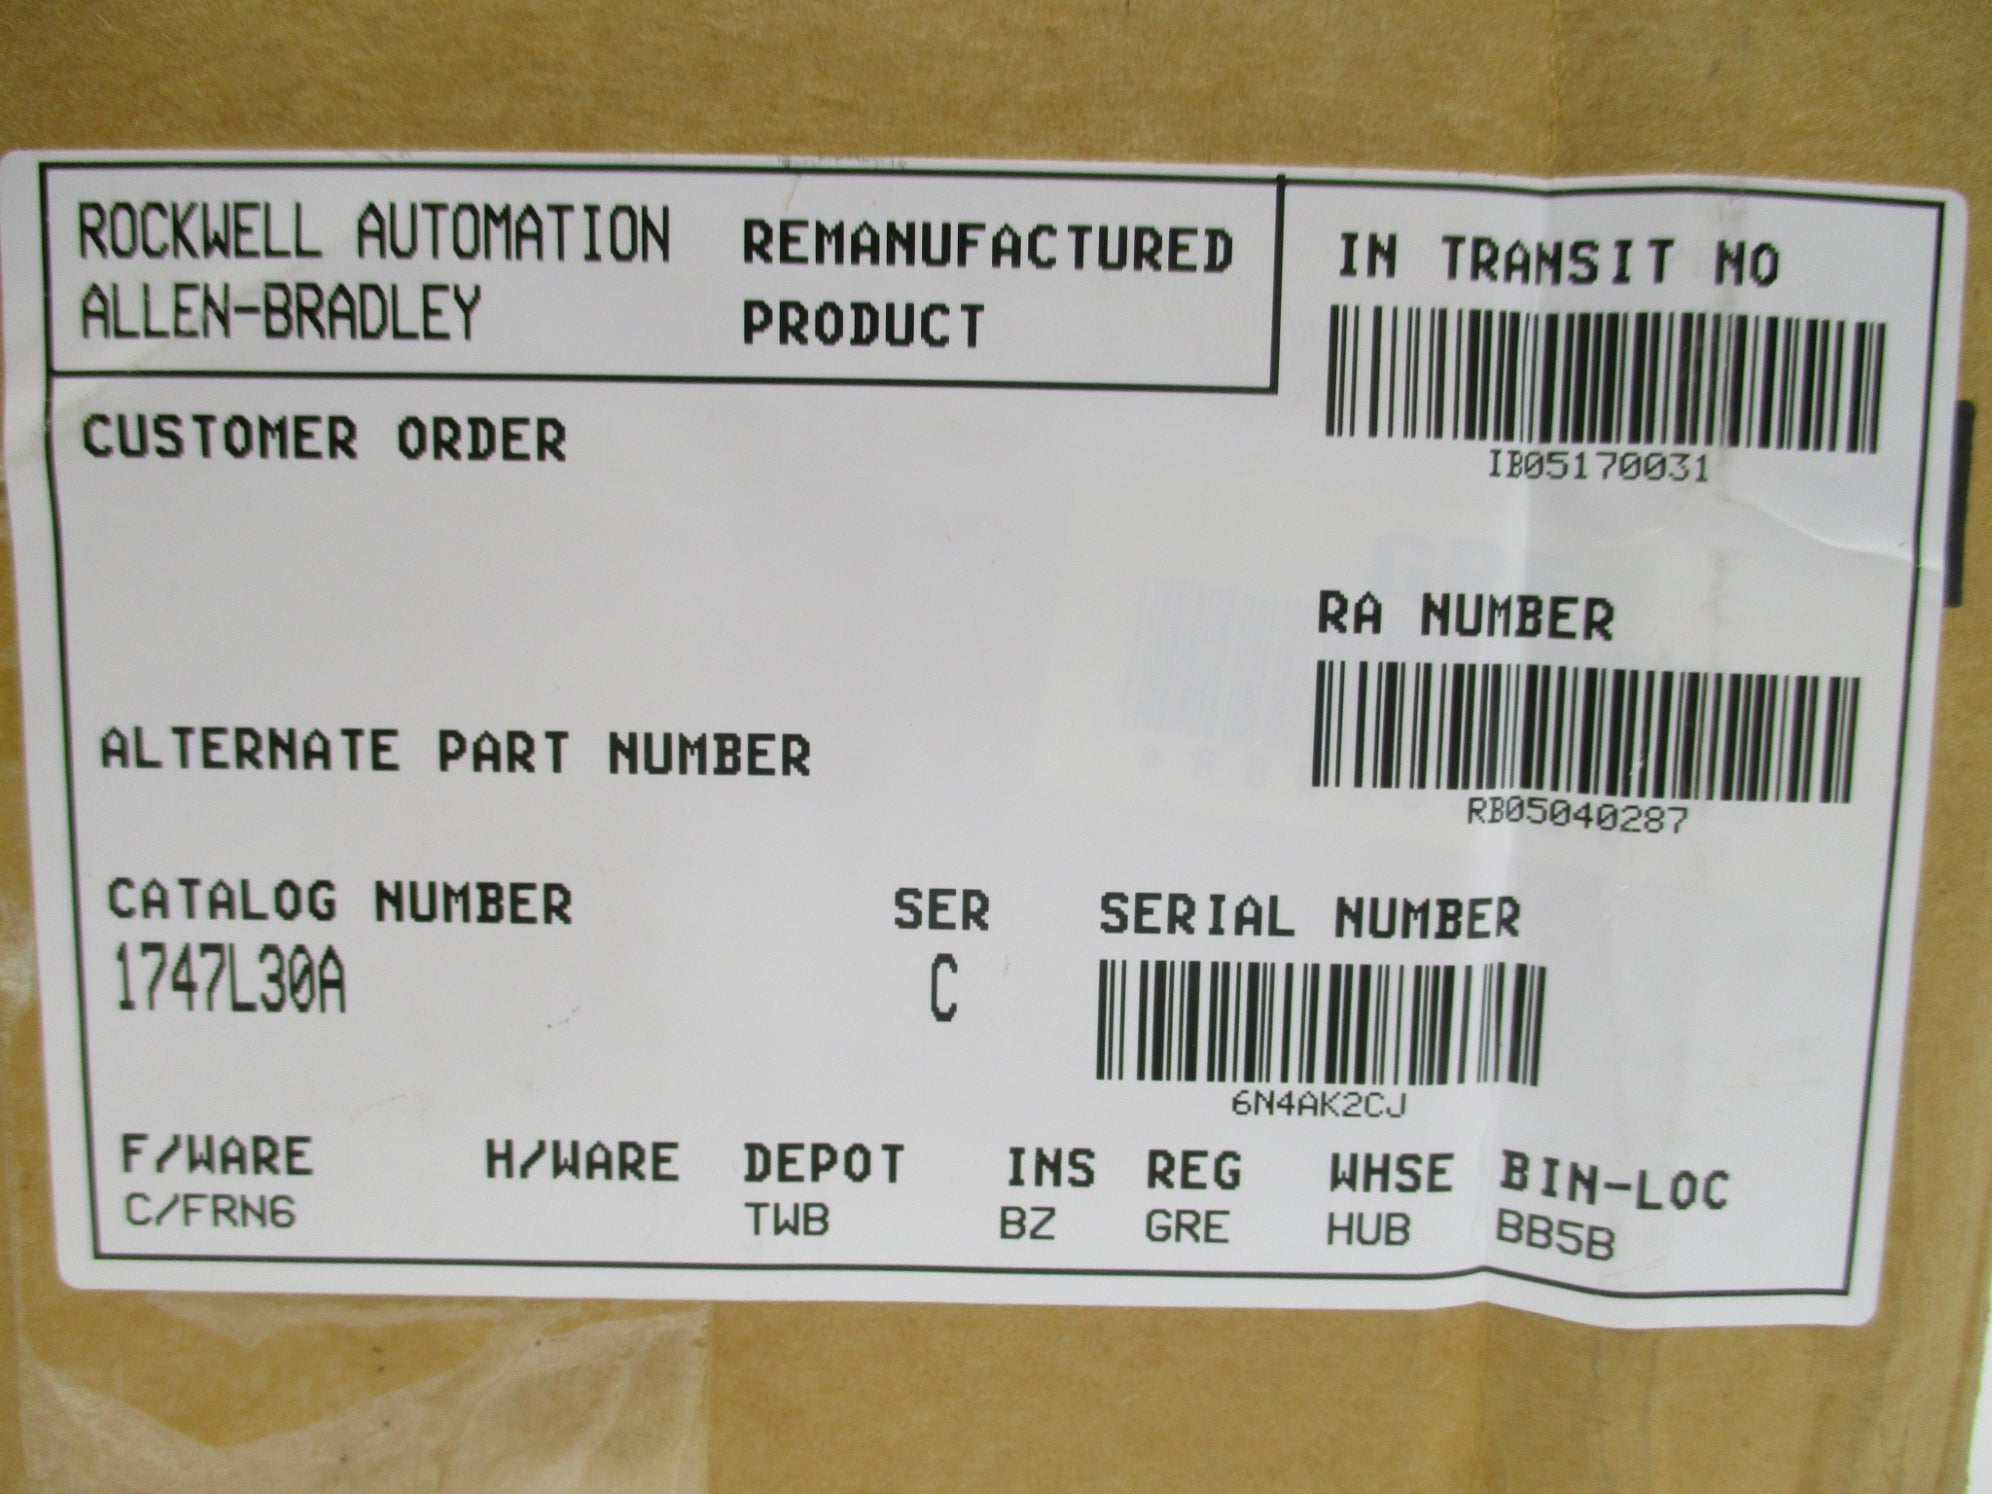 ROCKWELL AUTOMATION REMANUFACTURED
ALLEN-BRADLEY PRODUCT
IN TRANSIT NO
IB05170031
CUSTOMER ORDER
RA NUMBER
RB05040287
ALTERNATE PART NUMBER
CATALOG NUMBER SER SERIAL NUMBER
1747L30A C
6N4AK2CJ
F/WARE H/WARE DEPOT INS REG WHSE BIN-LOC
C/FRN6 TWB BZ GRE HUB BB5B